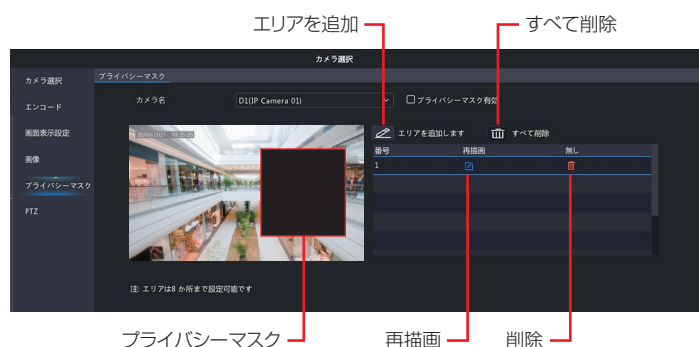 エリアを追加
すべて削除
カメラ選択
カメラ選択
プライバシーマスク
エンコード
カメラ名
D1(IP Camera 01)
プライバシーマスク有効
画面表示設定
エリアを追加します
すべて削除
番号
再描画
無し
画像
1
プライバシーマスク
PTZ
注: エリアは8 か所まで設定可能です
プライバシーマスク
再描画
削除